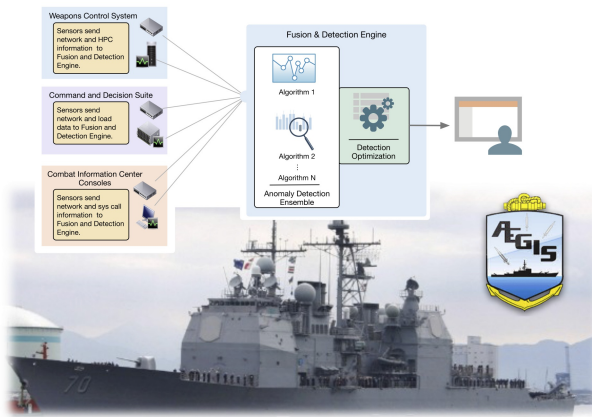 Weapons Control System
Sensors send
network and HPC
information to
Fusion and Detection
Engine.
Command and Decision Suite
Sensors send
network and load
data to Fusion and
Detection Engine.
Combat Information Center
Consoles
Sensors send
network and sys call
information to
Fusion and Detection
Engine.
Fusion & Detection Engine
Algorithm 1
Algorithm 2
⋮
Algorithm N
Anomaly Detection
Ensemble
Detection
Optimization
AEGIS
70